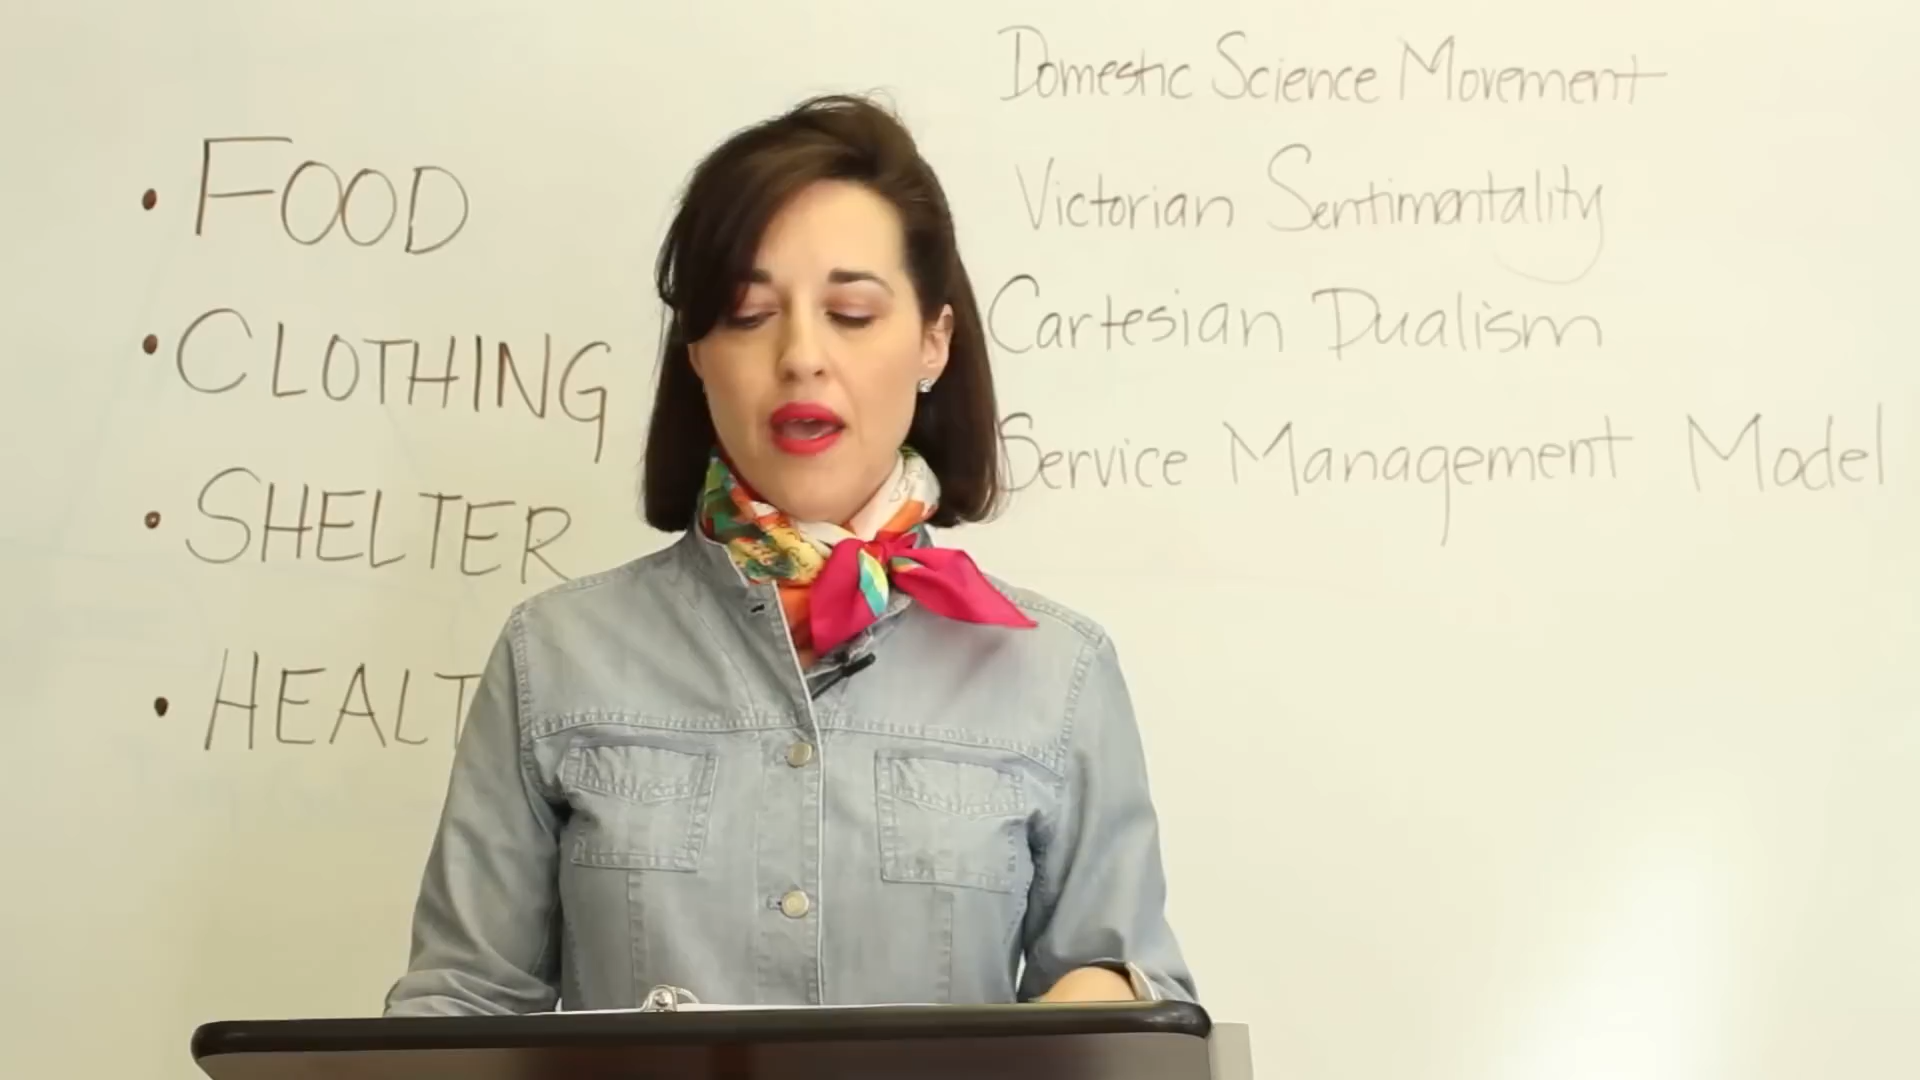 • FOOD
• CLOTHING
• SHELTER
• HEALT
Domestic Science Movement
Victorian Sentimentality
Cartesian Dualism
Service Management Model